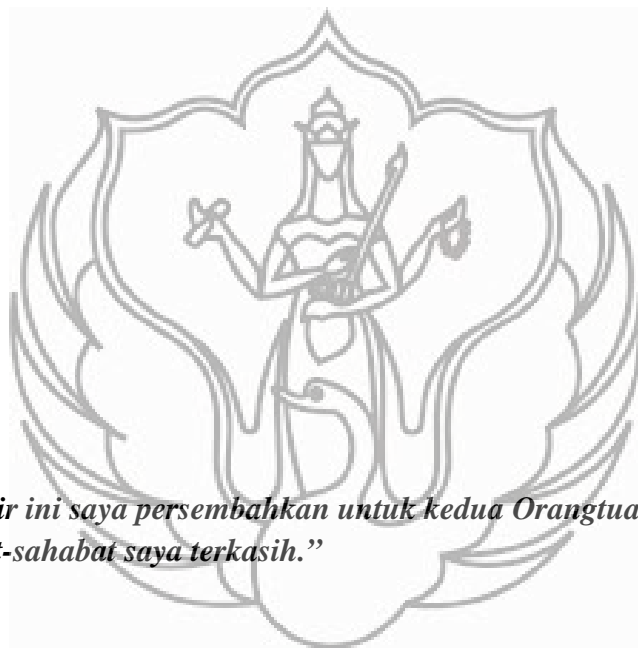 ir ini saya persembahkan untuk kedua Orangtua
t-sahabat saya terkasih.”